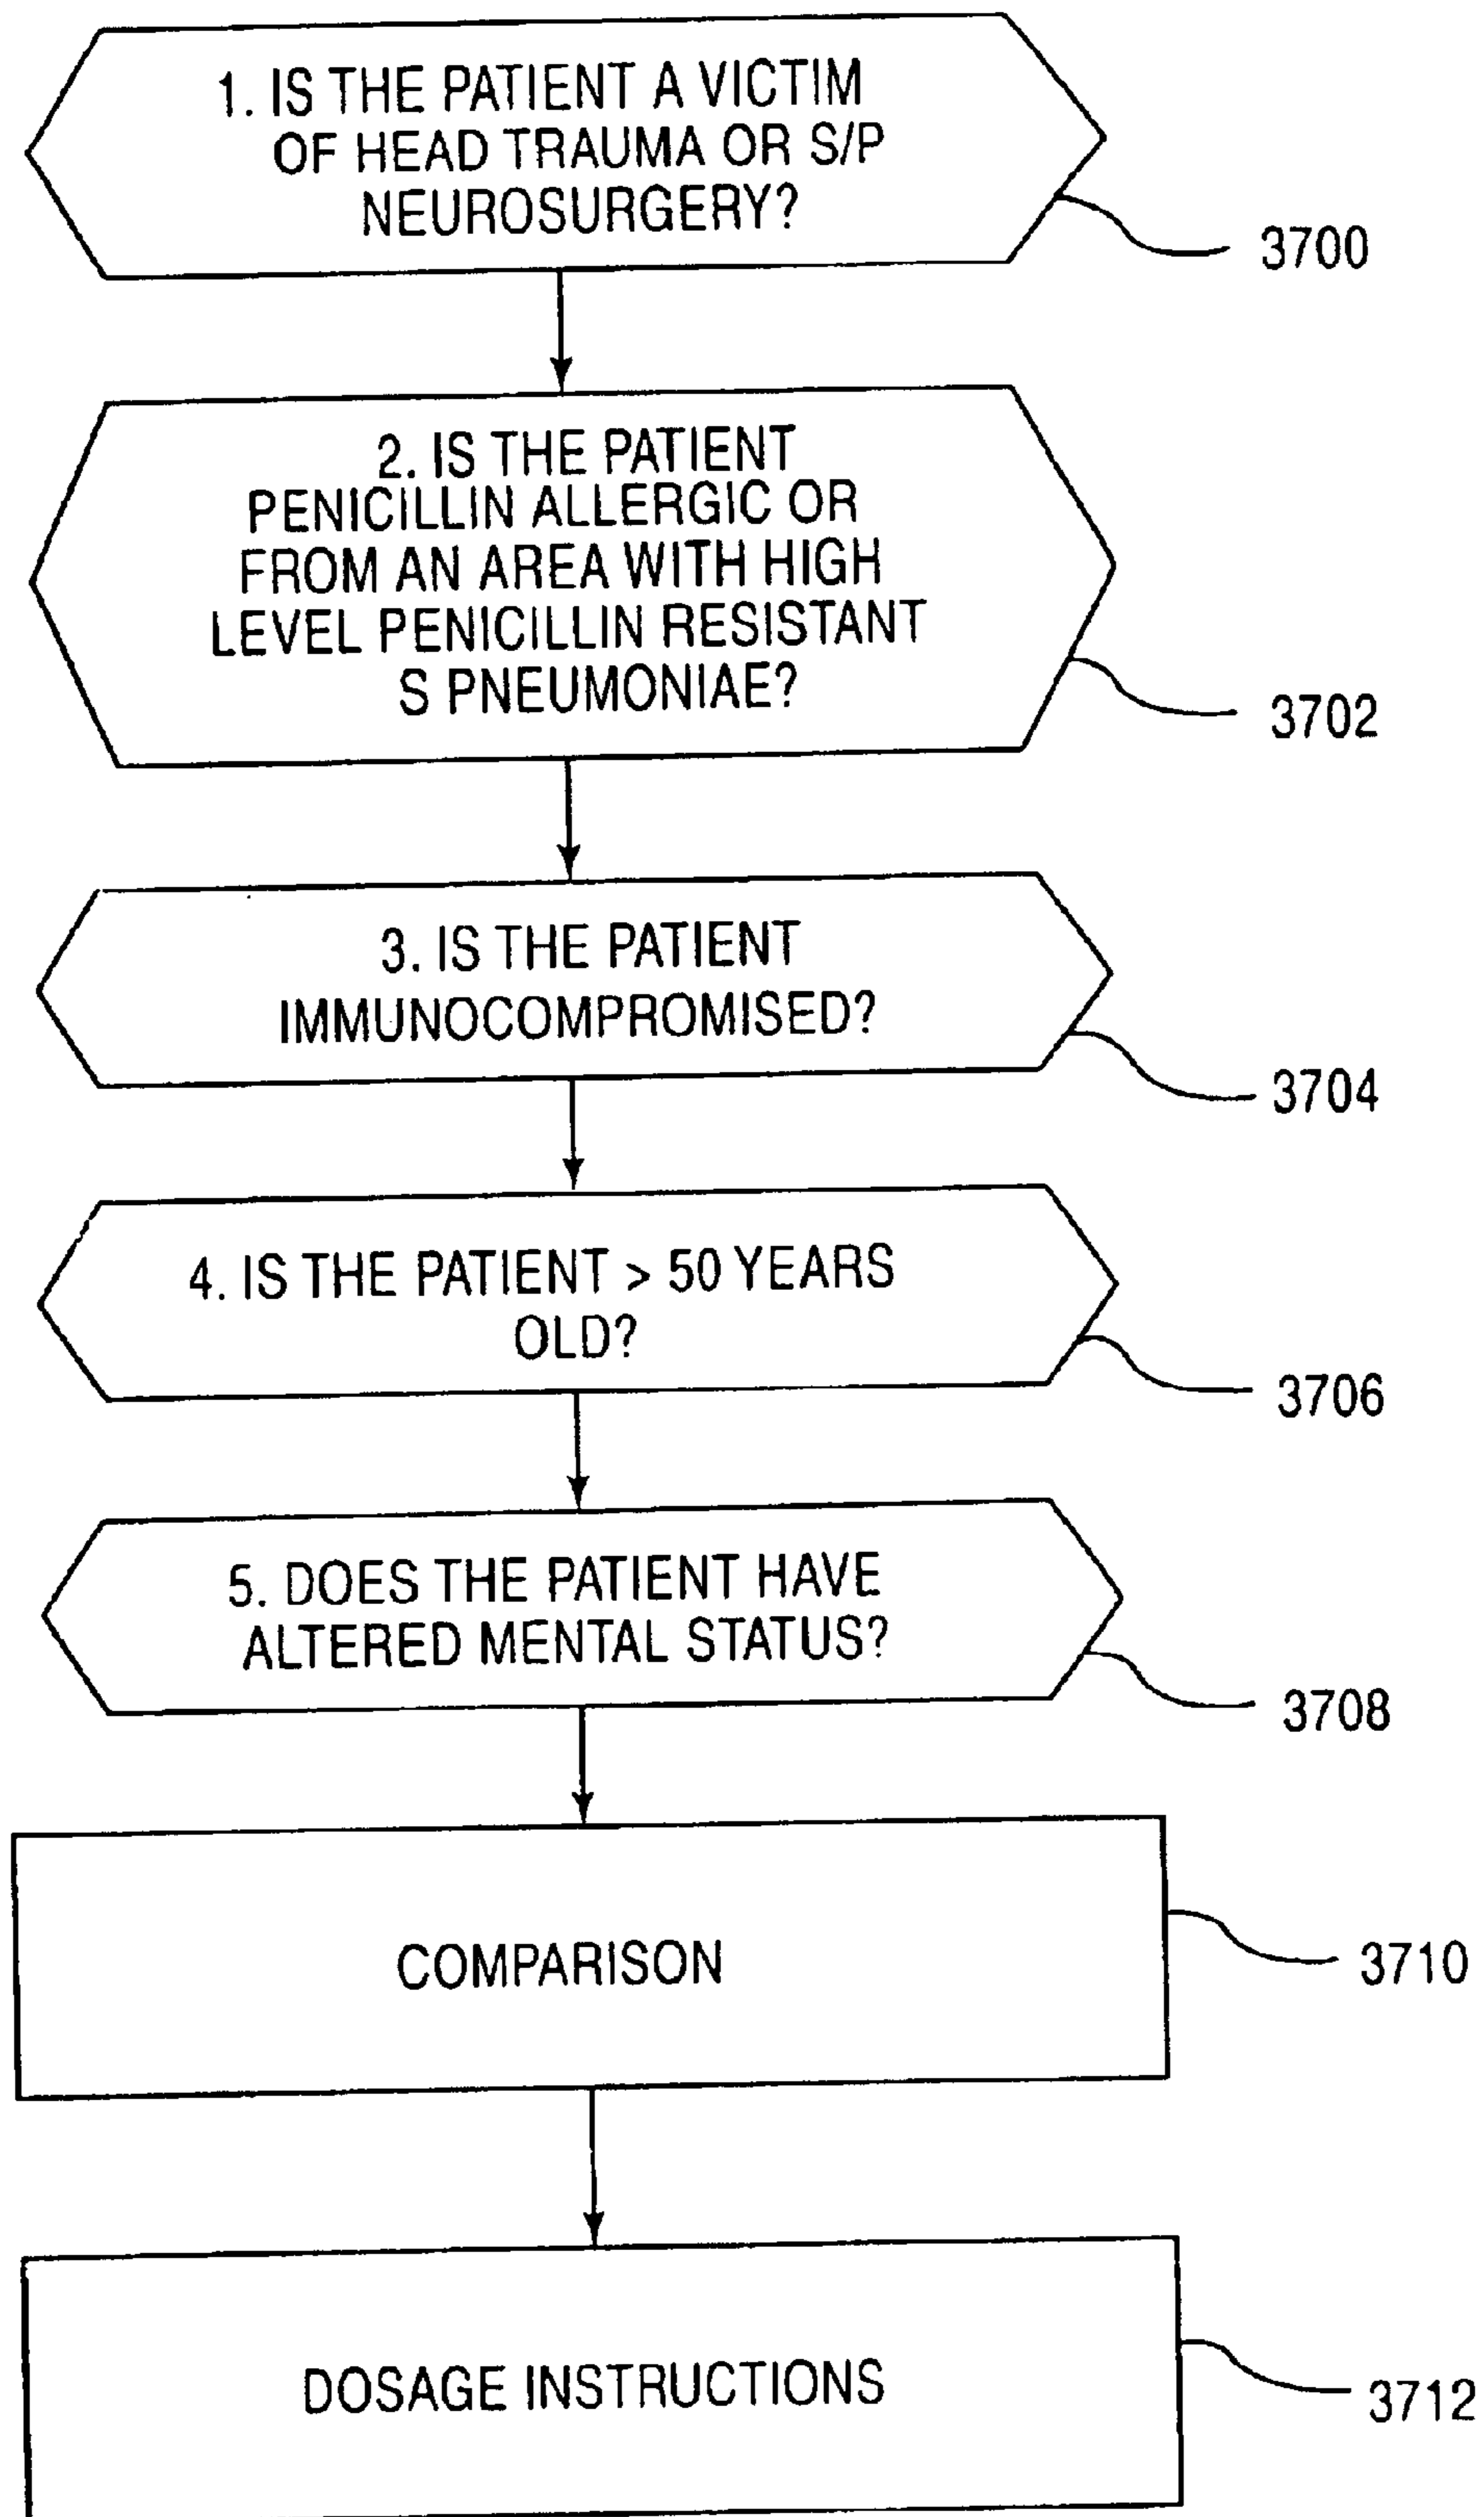 1. IS THE PATIENT A VICTIM
OF HEAD TRAUMA OR S/P
NEUROSURGERY?
3700
2. IS THE PATIENT
PENICILLIN ALLERGIC OR
FROM AN AREA WITH HIGH
LEVEL PENICILLIN RESISTANT
S PNEUMONIAE?
3702
3. IS THE PATIENT
IMMUNOCOMPROMISED?
3704
4. IS THE PATIENT > 50 YEARS
OLD?
3706
5. DOES THE PATIENT HAVE
ALTERED MENTAL STATUS?
3708
COMPARISON
3710
DOSAGE INSTRUCTIONS
3712